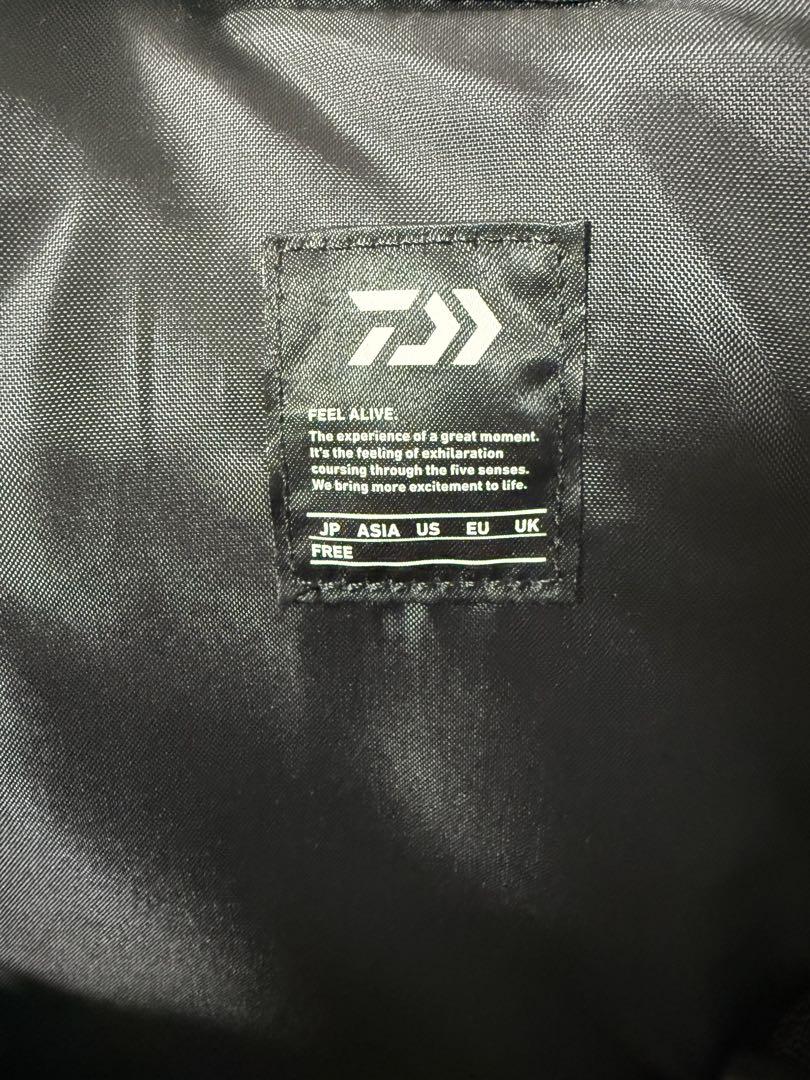 FEEL ALIVE.
The experience of a great moment.
It's the feeling of exhilaration
coursing through the five senses.
We bring more excitement to life.
JP ASIA US EU UK
FREE